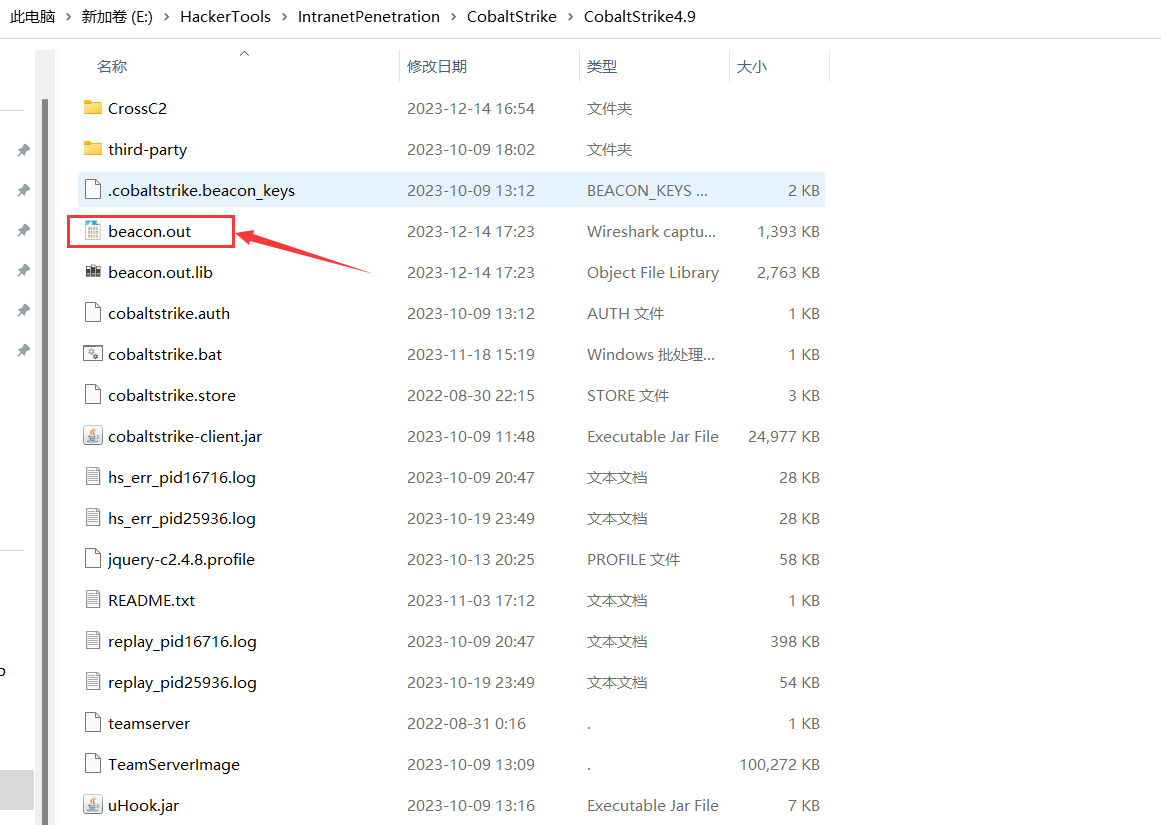 此电脑 > 新加卷 (E:) > HackerTools > IntranetPenetration > CobaltStrike > CobaltStrike4.9
名称 修改日期 类型 大小
CrossC2 2023-12-14 16:54 文件夹
third-party 2023-10-09 18:02 文件夹
.cobaltstrike.beacon_keys 2023-10-09 13:12 BEACON_KEYS ... 2 KB
beacon.out 2023-12-14 17:23 Wireshark captu... 1,393 KB
beacon.out.lib 2023-12-14 17:23 Object File Library 2,763 KB
cobaltstrike.auth 2023-10-09 13:12 AUTH 文件 1 KB
cobaltstrike.bat 2023-11-18 15:19 Windows 批处理... 1 KB
cobaltstrike.store 2022-08-30 22:15 STORE 文件 3 KB
cobaltstrike-client.jar 2023-10-09 11:48 Executable Jar File 24,977 KB
hs_err_pid16716.log 2023-10-09 20:47 文本文档 28 KB
hs_err_pid25936.log 2023-10-19 23:49 文本文档 28 KB
jquery-c2.4.8.profile 2023-10-13 20:25 PROFILE 文件 58 KB
README.txt 2023-11-03 17:12 文本文档 1 KB
replay_pid16716.log 2023-10-09 20:47 文本文档 398 KB
replay_pid25936.log 2023-10-19 23:49 文本文档 54 KB
teamserver 2022-08-31 0:16 . 1 KB
TeamServerImage 2023-10-09 13:09 . 100,272 KB
uHook.jar 2023-10-09 13:16 Executable Jar File 7 KB